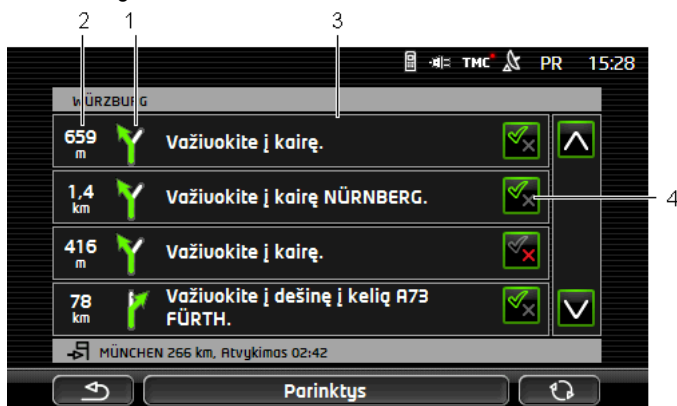 2 1 3
TMC PR 15:28
WÜRZBURG
659 m Važiuokite į kairę.
1,4 km Važiuokite į kairę NÜRNBERG.
4
416 m Važiuokite į kairę.
78 km Važiuokite į dešinę į kelią A73
FÜRTH.
MÜNCHEN 266 km, Atvykimas 02:42
Parinktys